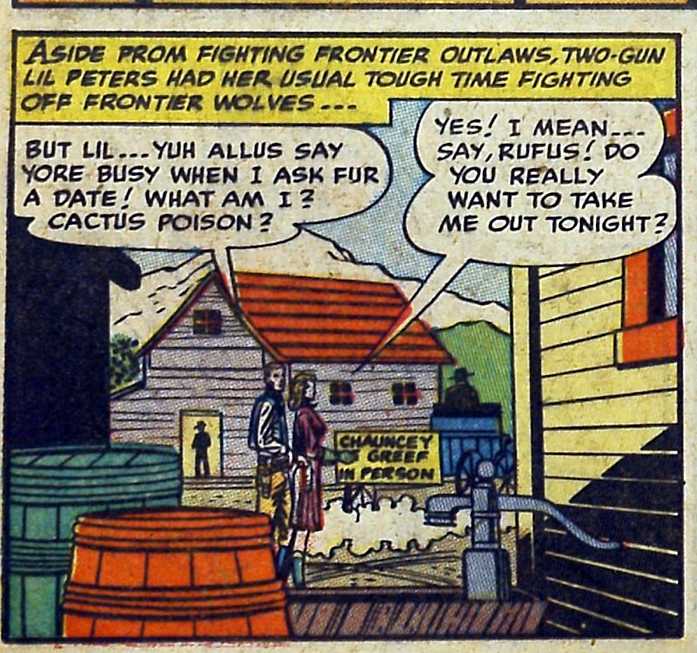 ASIDE FROM FIGHTING FRONTIER OUTLAWS, TWO-GUN
LIL PETERS HAD HER USUAL TOUGH TIME FIGHTING
OFF FRONTIER WOLVES ---
BUT LIL...YUH ALLUS SAY
YORE BUSY WHEN I ASK FUR
A DATE! WHAT AM I?
CACTUS POISON?
YES! I MEAN---
SAY, RUFUS! DO
YOU REALLY
WANT TO TAKE
ME OUT TONIGHT?
CHAUNCEY
GREEF
IN PERSON